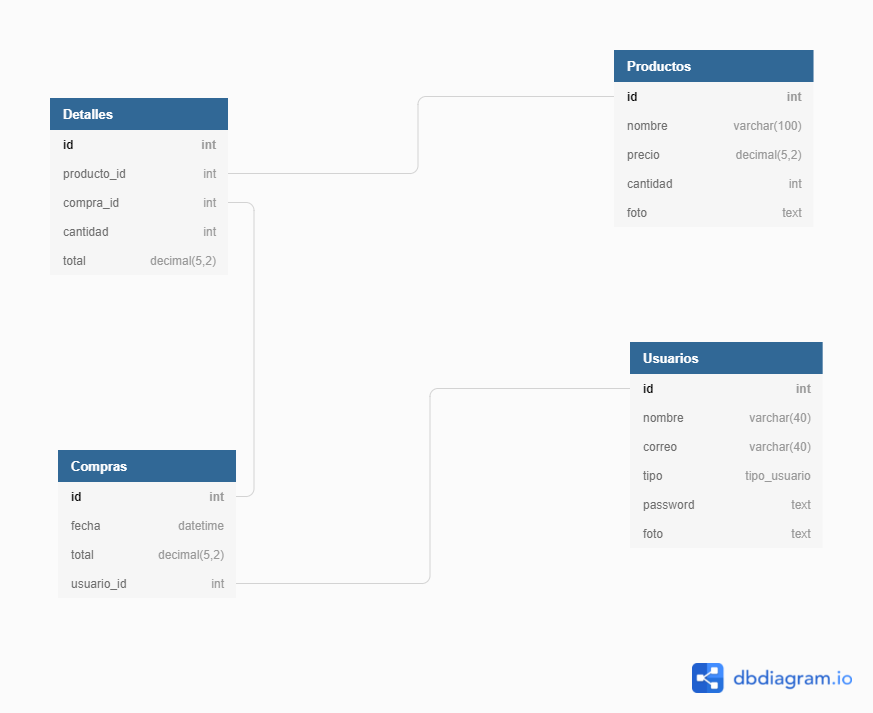 Detalles
id int
producto_id int
compra_id int
cantidad int
total decimal(5,2)
Productos
id int
nombre varchar(100)
precio decimal(5,2)
cantidad int
foto text
Compras
id int
fecha datetime
total decimal(5,2)
usuario_id int
Usuarios
id int
nombre varchar(40)
correo varchar(40)
tipo tipo_usuario
password text
foto text
dbdiagram.io